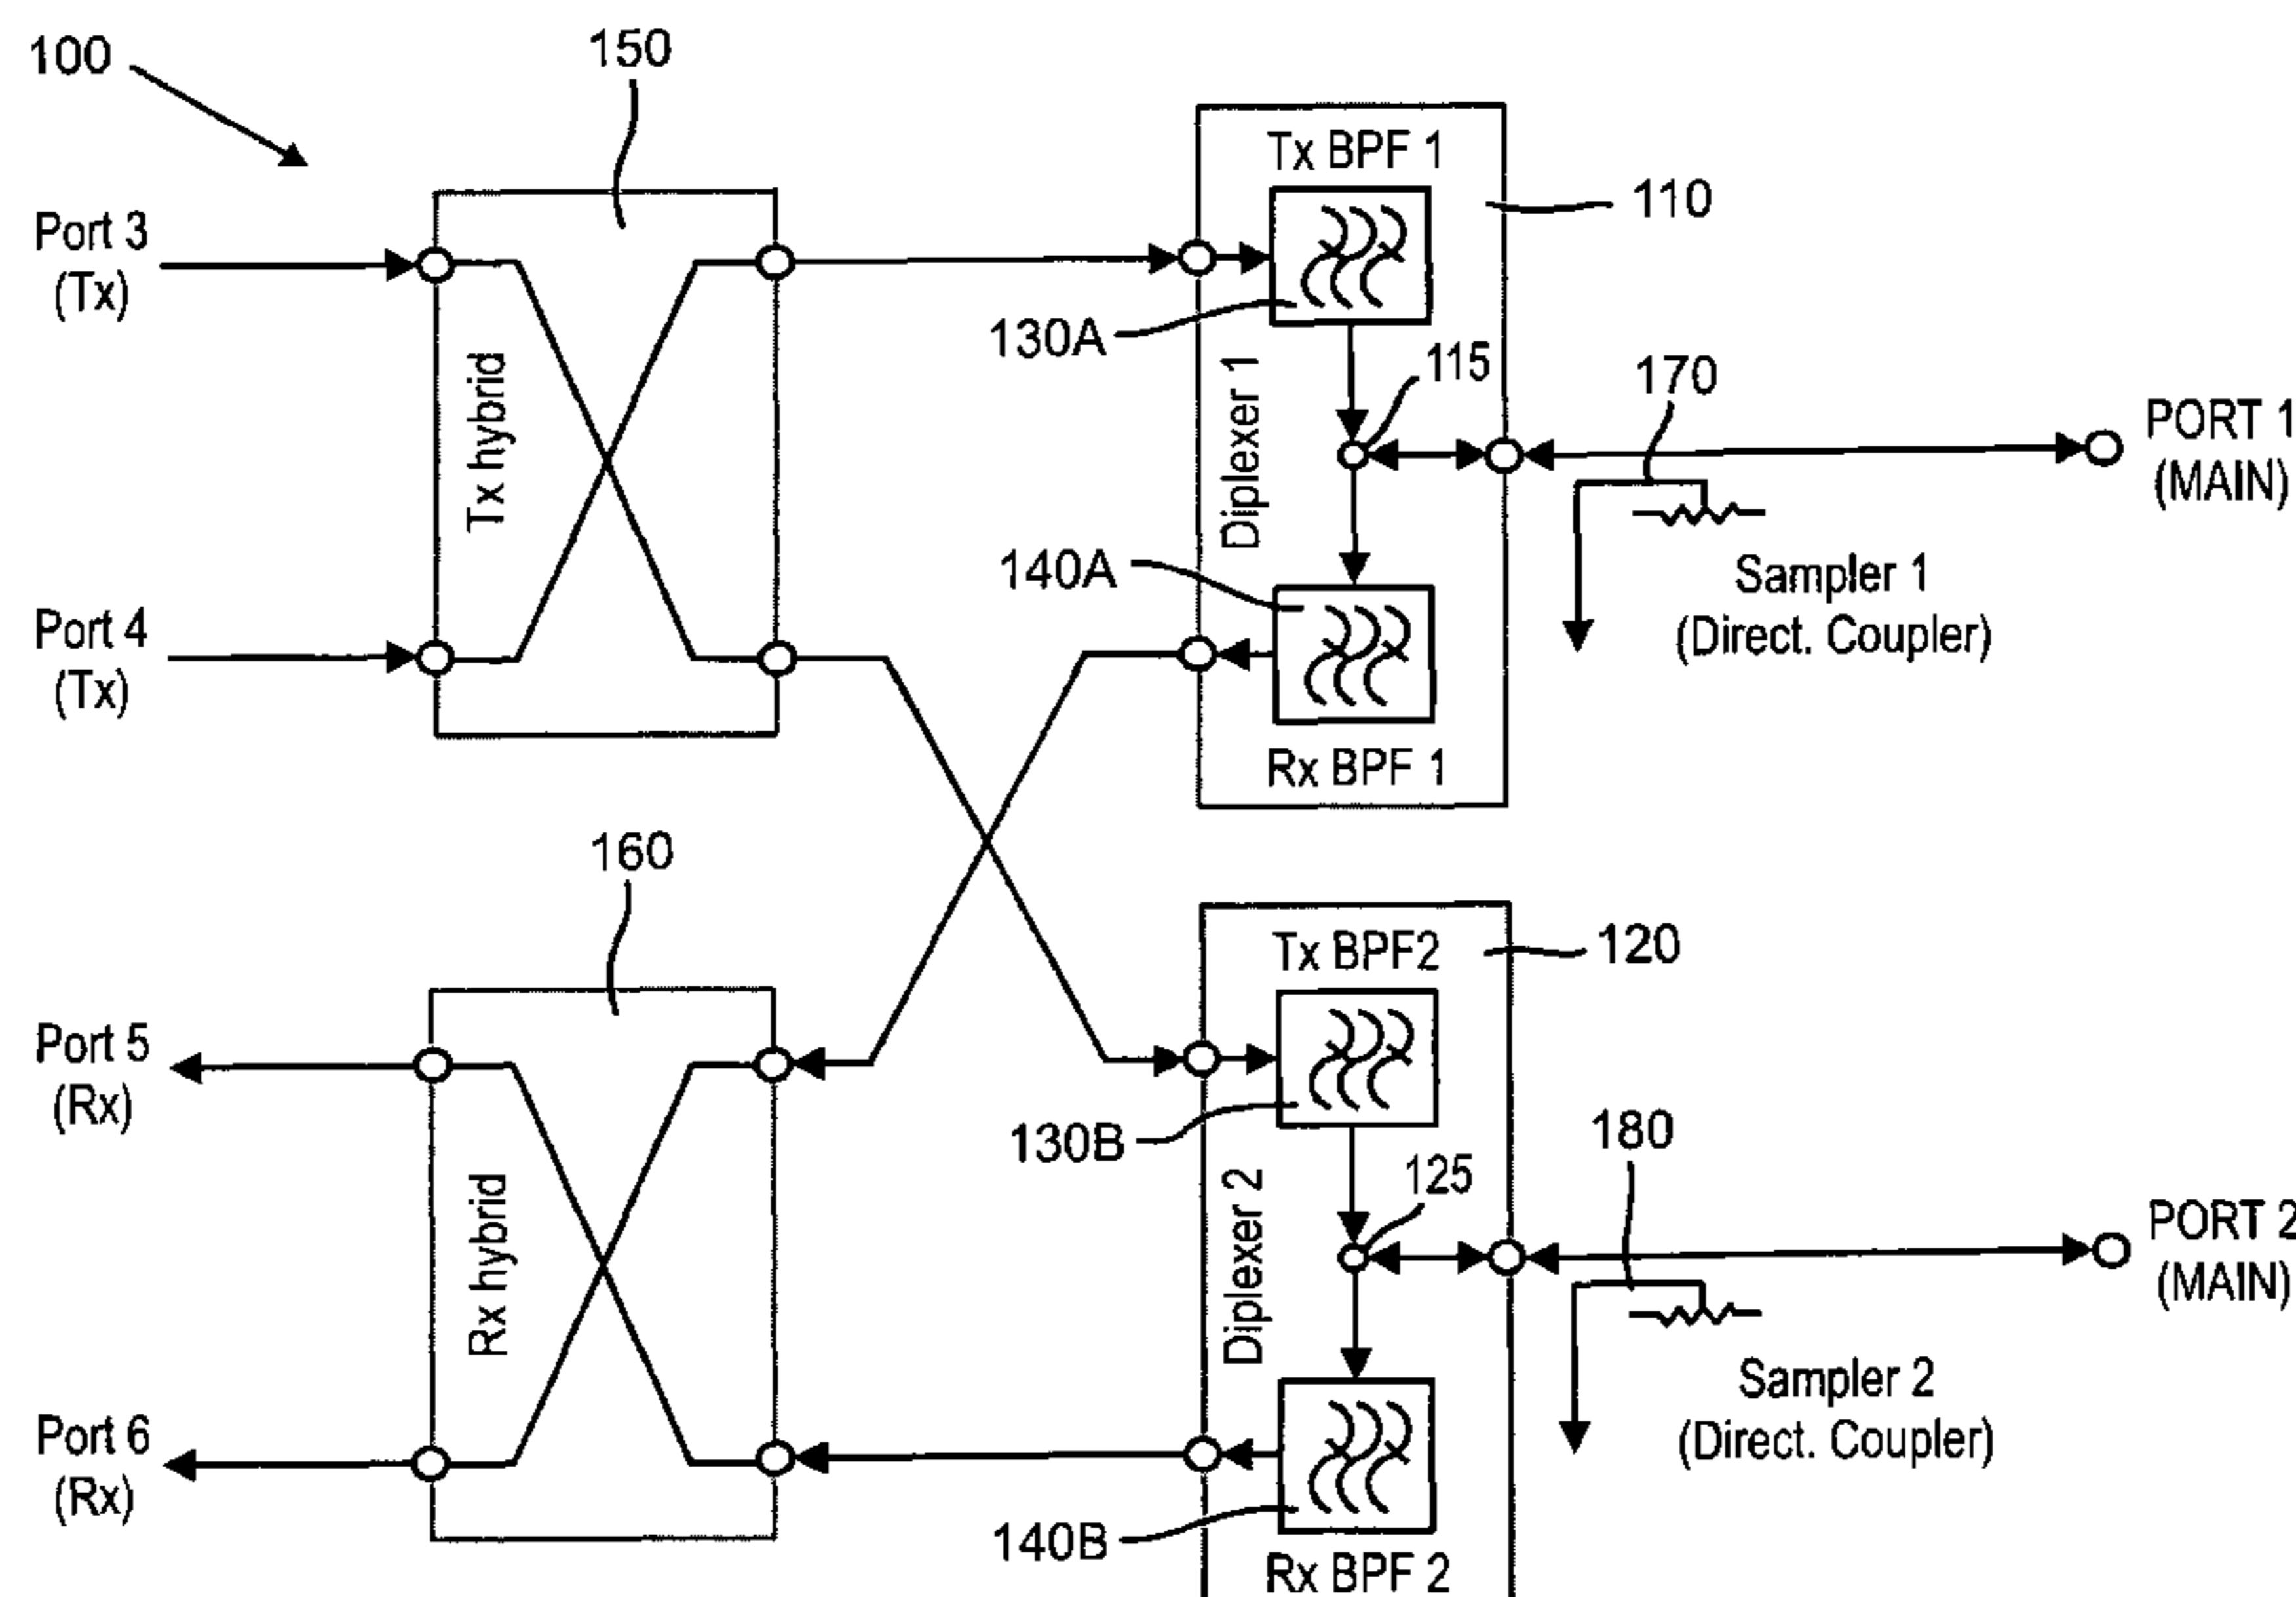 100
150
Port 3
(Tx)
Port 4
(Tx)
Tx hybrid
Tx BPF 1
110
130A
Diplexer 1
115
170
PORT 1
(MAIN)
140A
Sampler 1
(Direct. Coupler)
Rx BPF 1
160
Port 5
(Rx)
Port 6
(Rx)
Rx hybrid
Tx BPF2
120
130B
Diplexer 2
125
180
PORT 2
(MAIN)
140B
Sampler 2
(Direct. Coupler)
Rx BPF 2